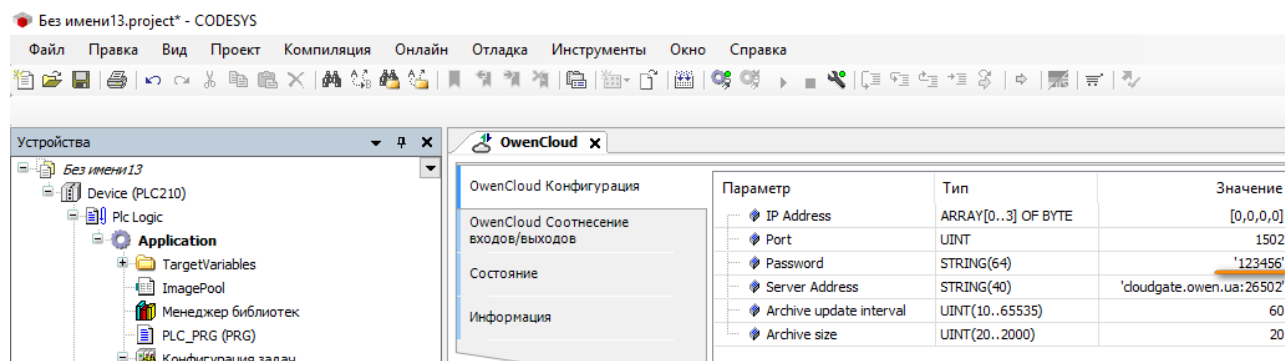 Без имени13.project* - CODESYS
Файл Правка Вид Проект Компиляция Онлайн Отладка Инструменты Окно Справка
Устройства
Без имени13
Device (PLC210)
Plc Logic
Application
TargetVariables
ImagePool
Менеджер библиотек
PLC_PRG (PRG)
Конфигурация задач
OwenCloud
OwenCloud Конфигурация
OwenCloud Соотнесение
входов/выходов
Состояние
Информация
Параметр Тип Значение
IP Address ARRAY[0..3] OF BYTE [0,0,0,0]
Port UINT 1502
Password STRING(64) '123456'
Server Address STRING(40) 'cloudgate.owen.ua:26502'
Archive update interval UINT(10..65535) 60
Archive size UINT(20..2000) 20